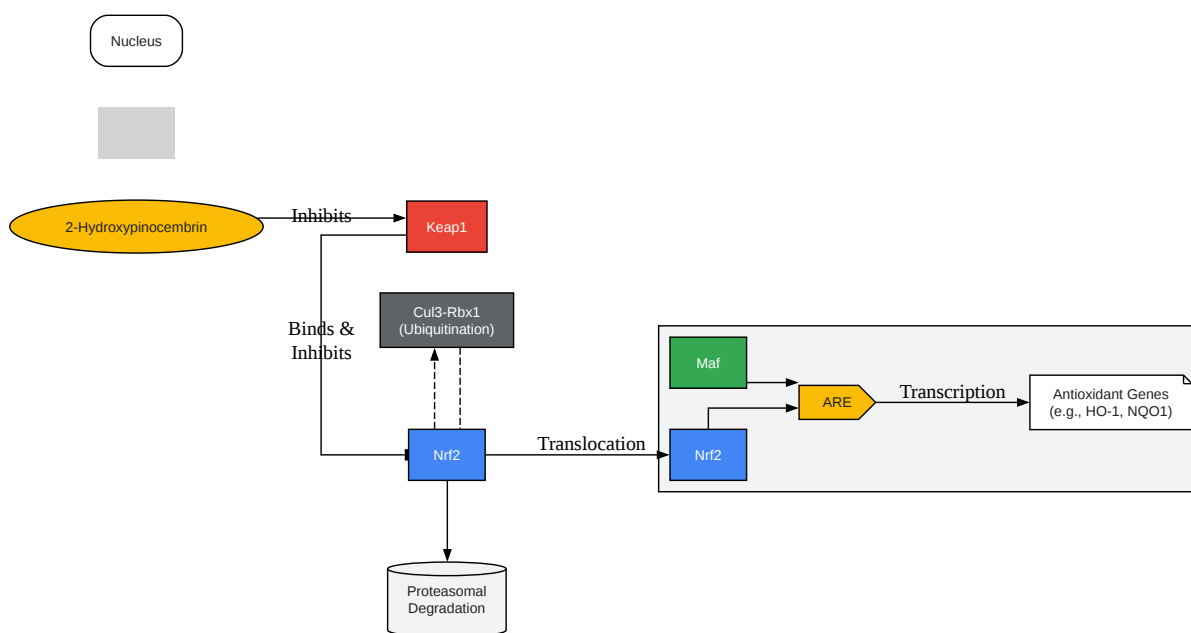 Nucleus
2-Hydroxypinocembrin
Inhibits
Keap1
Cul3-Rbx1
(Ubiquitination)
Binds &
Inhibits
Maf
ARE
Transcription
Antioxidant Genes
(e.g., HO-1, NQO1)
Nrf2
Translocation
Nrf2
Proteasomal
Degradation